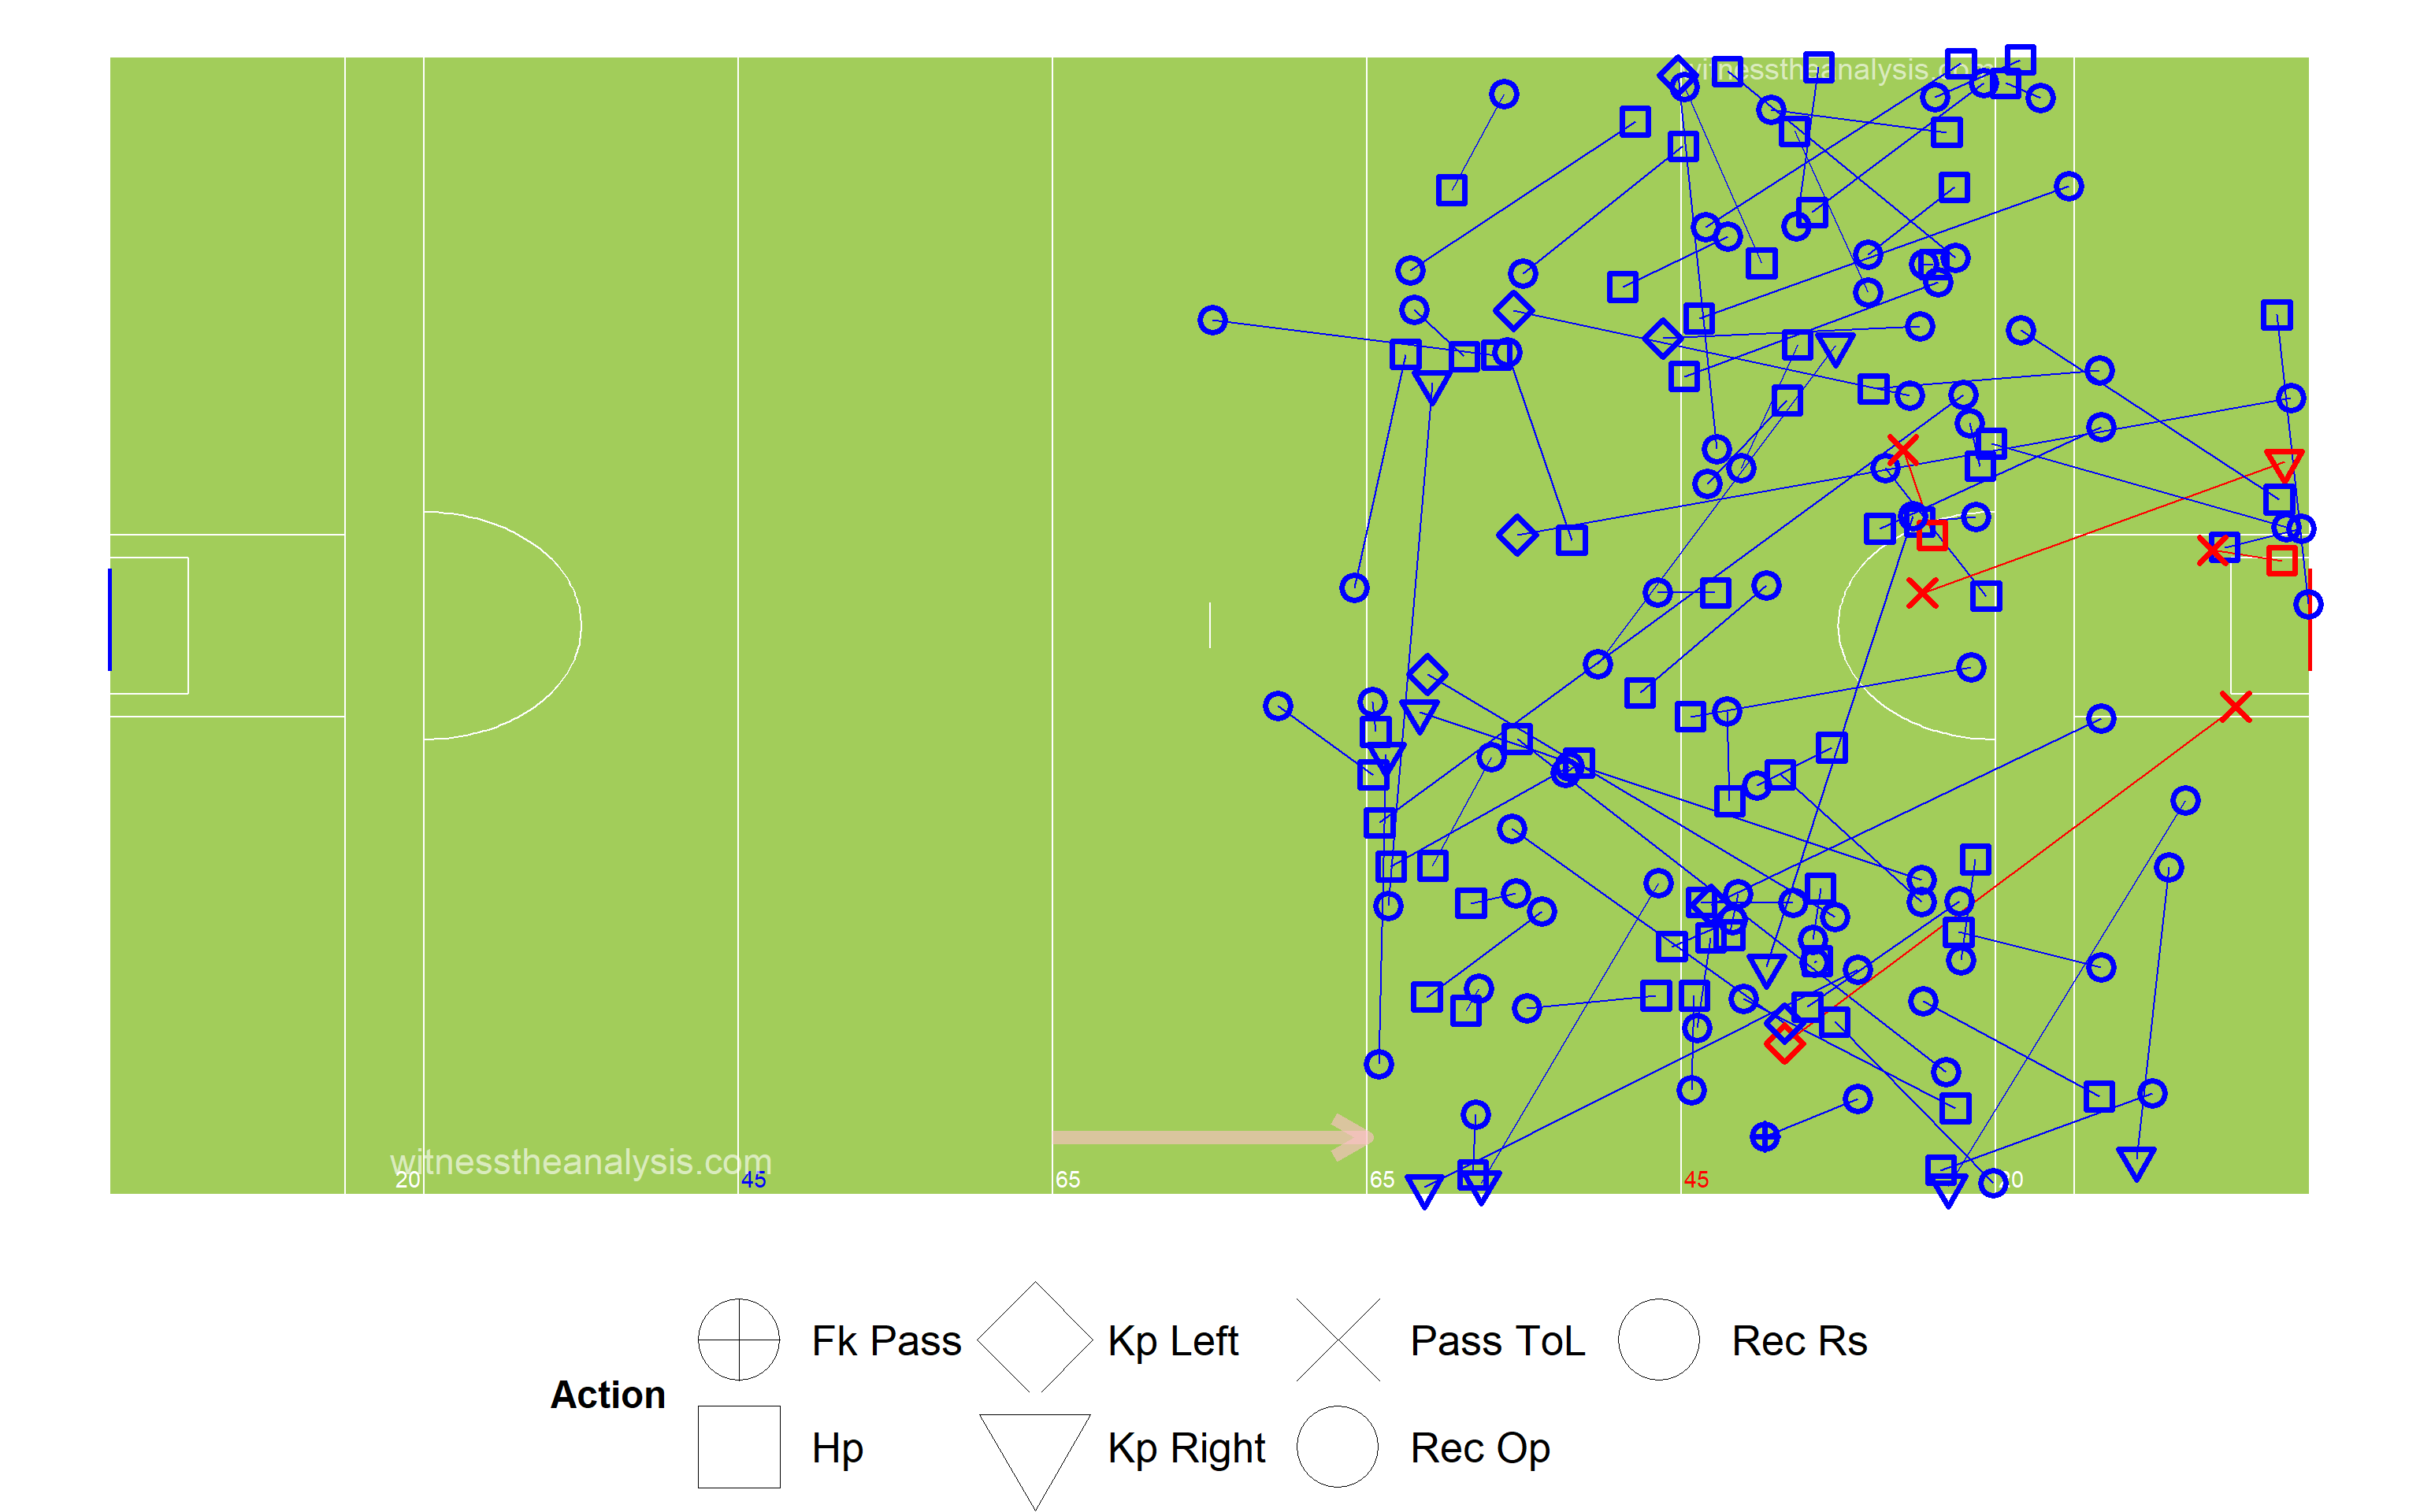 witnesstheanalysis.com
witnesstheanalysis.com
20 45 65 65 45 20
Fk Pass Kp Left Pass ToL Rec Rs
Action
Hp Kp Right Rec Op